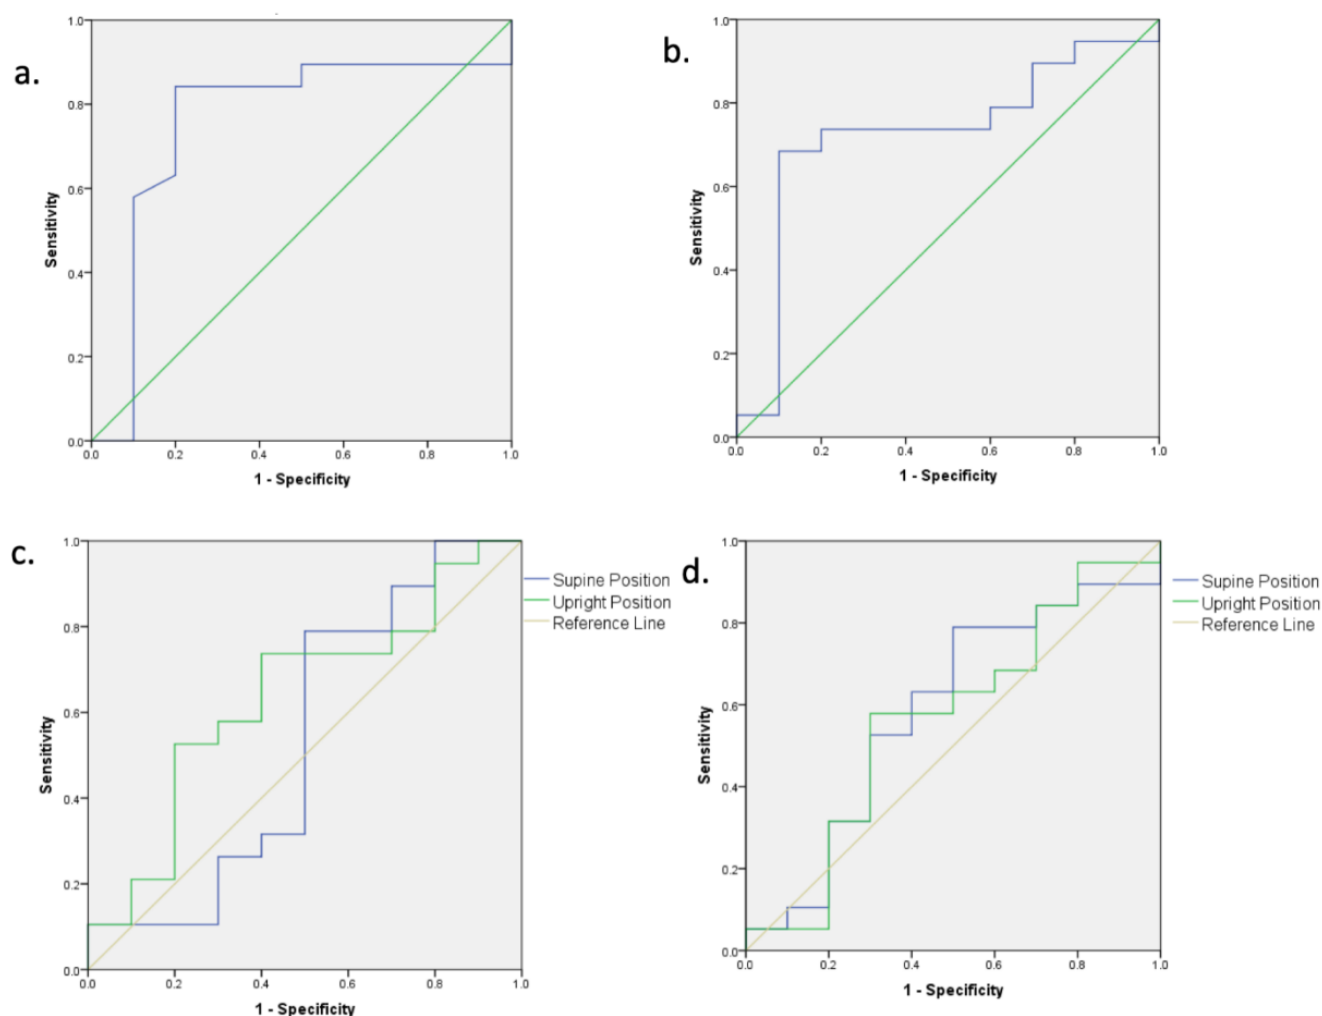 a.
1.0
0.8
0.6
0.4
0.2
0.0
Sensitivity
0.0 0.2 0.4 0.6 0.8 1.0
1 - Specificity
b.
1.0
0.8
0.6
0.4
0.2
0.0
Sensitivity
0.0 0.2 0.4 0.6 0.8 1.0
1 - Specificity
c.
1.0
0.8
0.6
0.4
0.2
0.0
Sensitivity
0.0 0.2 0.4 0.6 0.8 1.0
1 - Specificity
Supine Position
Upright Position
Reference Line
d.
1.0
0.8
0.6
0.4
0.2
0.0
Sensitivity
0.0 0.2 0.4 0.6 0.8 1.0
1 - Specificity
Supine Position
Upright Position
Reference Line